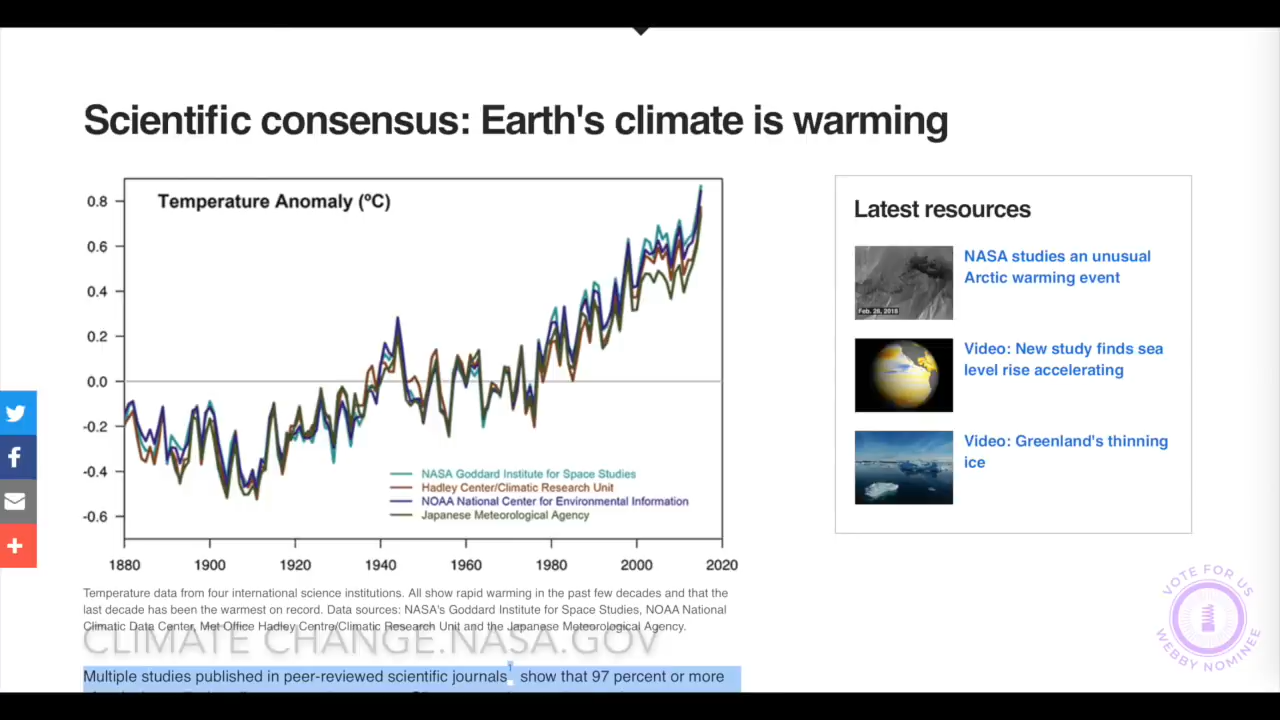 Scientific consensus: Earth's climate is warming
Temperature Anomaly (ºC)
0.8
0.6
0.4
0.2
0.0
-0.2
-0.4
-0.6
NASA Goddard Institute for Space Studies
Hadley Center/Climatic Research Unit
NOAA National Center for Environmental Information
Japanese Meteorological Agency
1880 1900 1920 1940 1960 1980 2000 2020
Temperature data from four international science institutions. All show rapid warming in the past few decades and that the
last decade has been the warmest on record. Data sources: NASA's Goddard Institute for Space Studies, NOAA National
Climatic Data Center, Met Office Hadley Centre/Climatic Research Unit and the Japanese Meteorological Agency.
CLIMATE CHANGE.NASA.GOV
Multiple studies published in peer-reviewed scientific journals1 show that 97 percent or more
Latest resources
NASA studies an unusual
Arctic warming event
Feb. 26, 2018
Video: New study finds sea
level rise accelerating
Video: Greenland's thinning
ice
VOTE FOR US
WEBBY NOMINEE